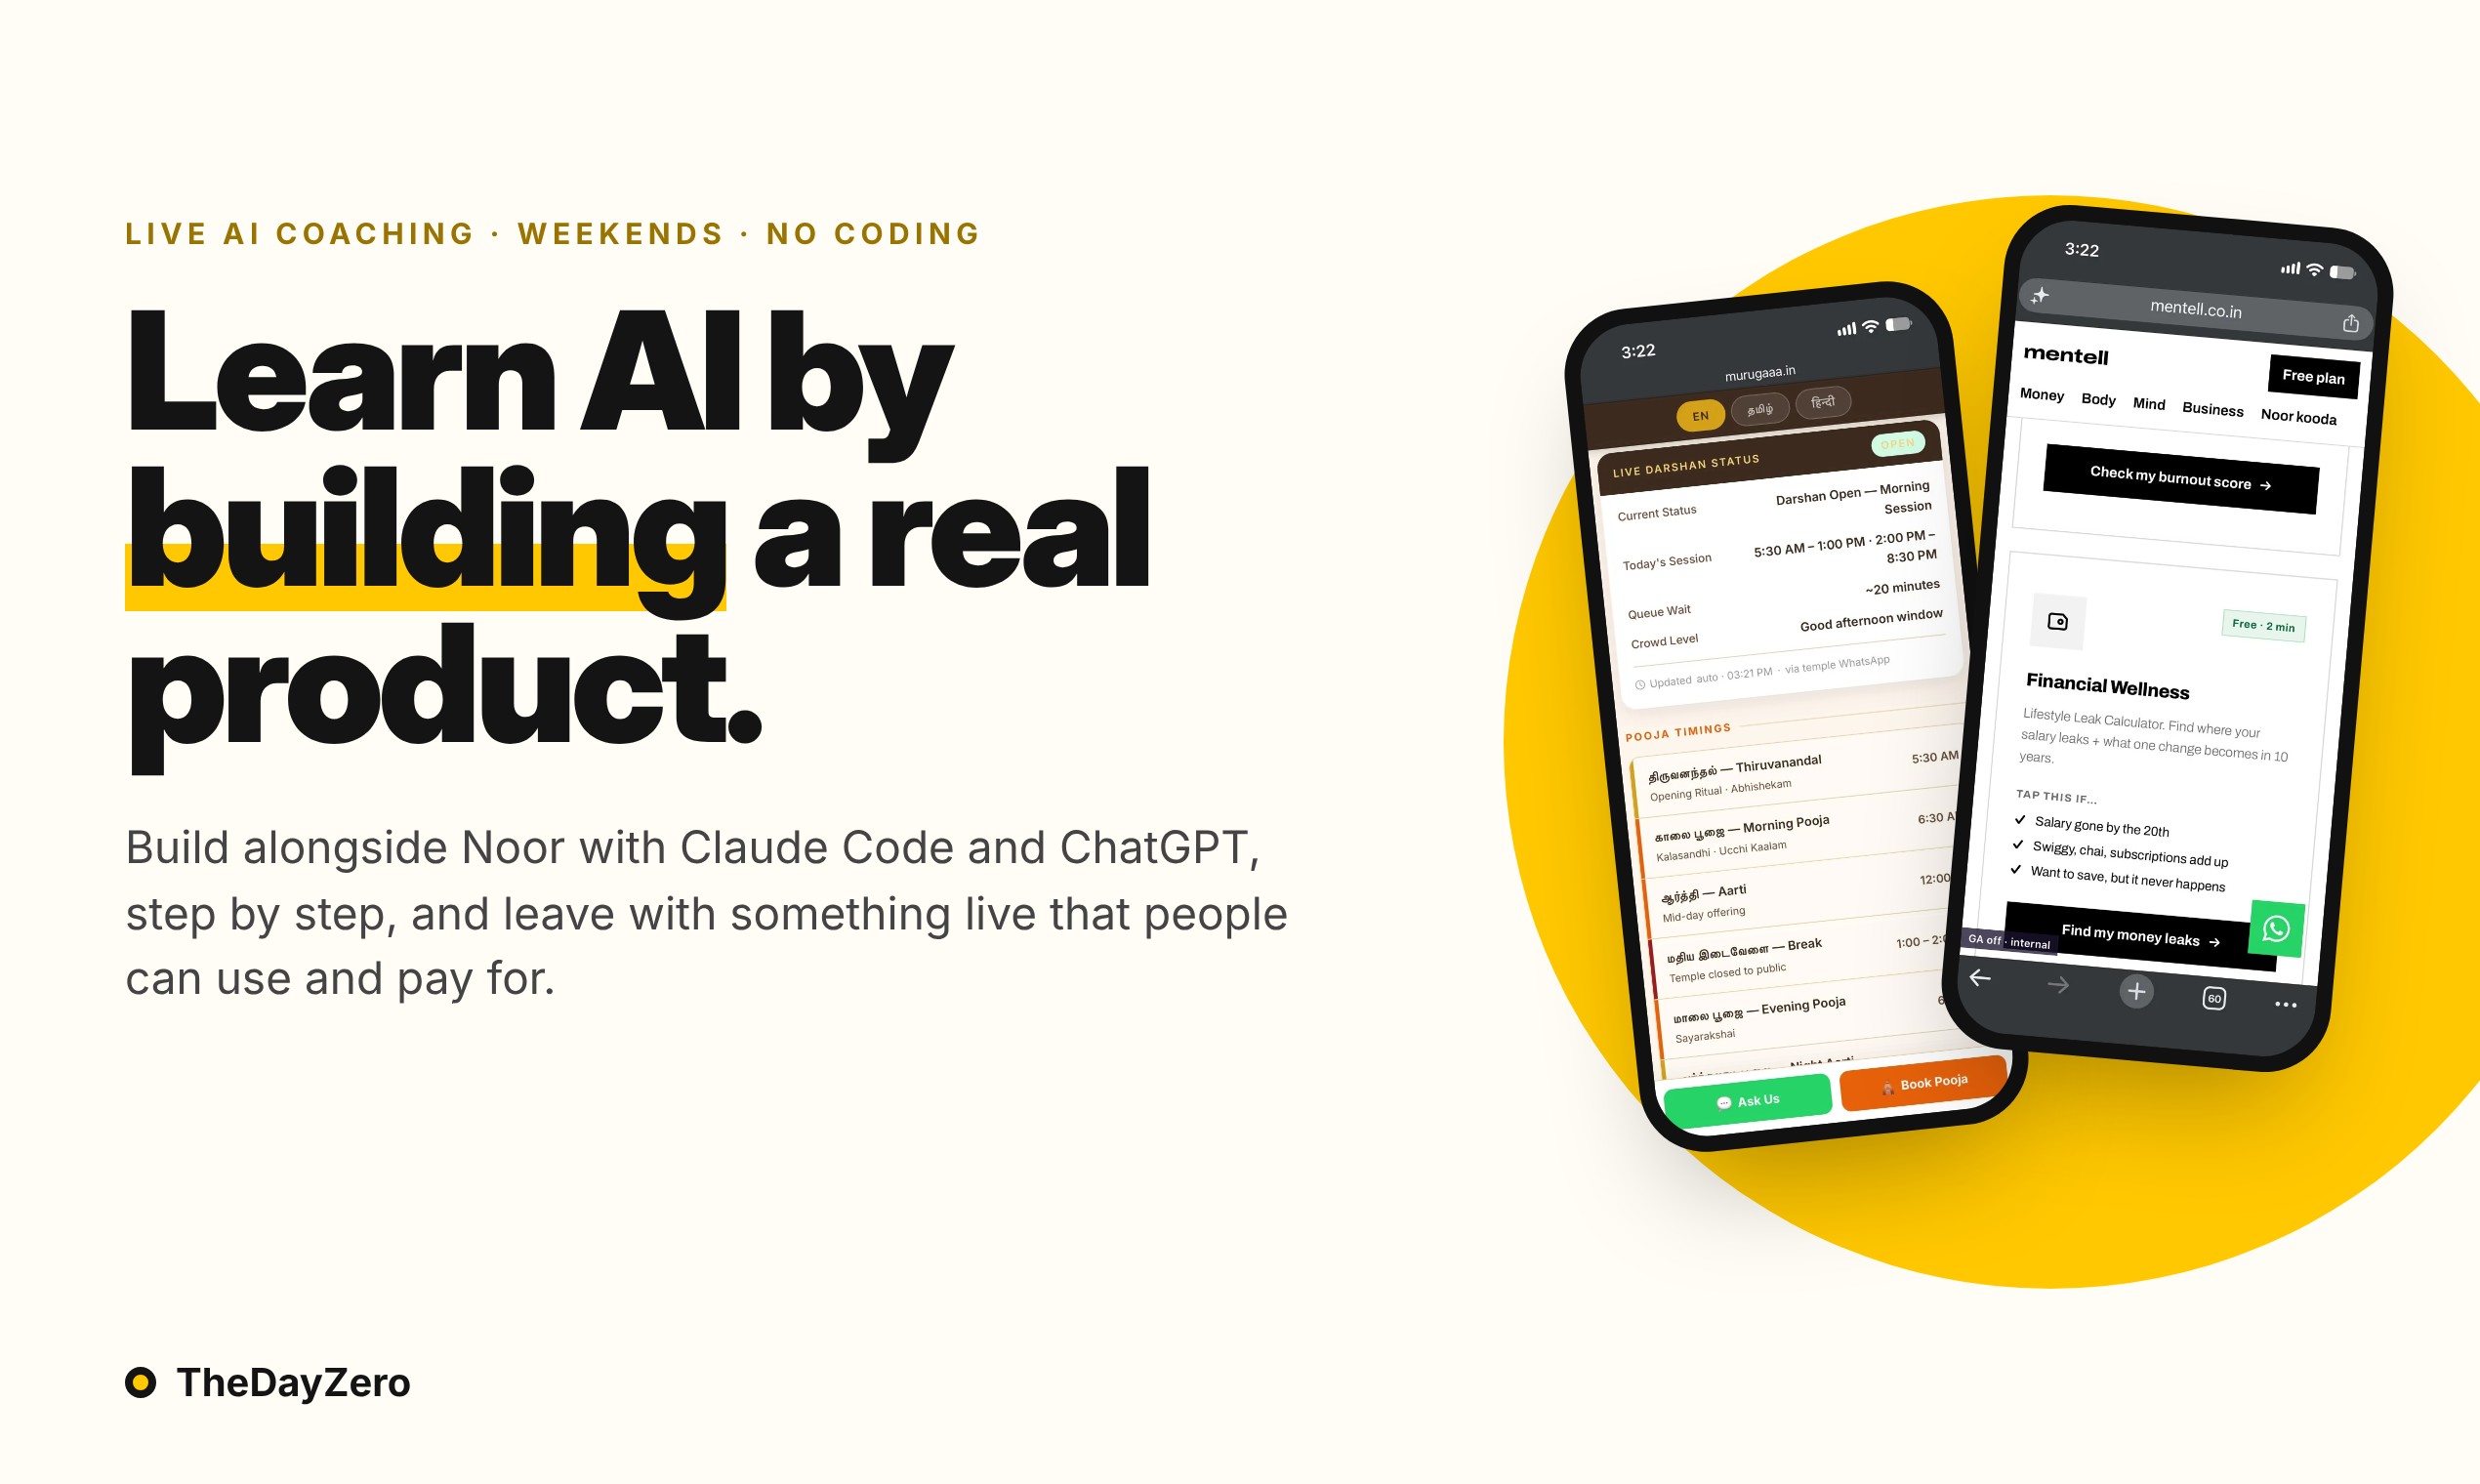 LIVE AI COACHING · WEEKENDS · NO CODING
Learn AI by
building a real
product.
Build alongside Noor with Claude Code and ChatGPT,
step by step, and leave with something live that people
can use and pay for.
TheDayZero
3:22
murugaaa.in
EN தமிழ் हिन्दी
LIVE DARSHAN STATUS OPEN
Current Status Darshan Open — Morning
Session
Today's Session 5:30 AM – 1:00 PM · 2:00 PM –
8:30 PM
Queue Wait ~20 minutes
Crowd Level Good afternoon window
Updated auto · 03:21 PM · via temple WhatsApp
POOJA TIMINGS
திருவனந்தல் — Thiruvanandal 5:30 AM
Opening Ritual · Abhishekam
காலை பூஜை — Morning Pooja 6:30
Kalasandhi · Ucchi Kaalam
ஆர்த்தி — Aarti 12:00
Mid-day offering
மதிய இடைவேளை — Break 1:00 –
Temple closed to public
மாலை பூஜை — Evening Pooja
Sayarakshai
Ask Us Book Pooja
3:22
mentell.co.in
mentell Free plan
Money Body Mind Business Noor kooda
Check my burnout score →
Free · 2 min
Financial Wellness
Lifestyle Leak Calculator. Find where your
salary leaks + what one change becomes in 10
years.
TAP THIS IF...
Salary gone by the 20th
Swiggy, chai, subscriptions add up
Want to save, but it never happens
Find my money leaks →
GA off · internal
60